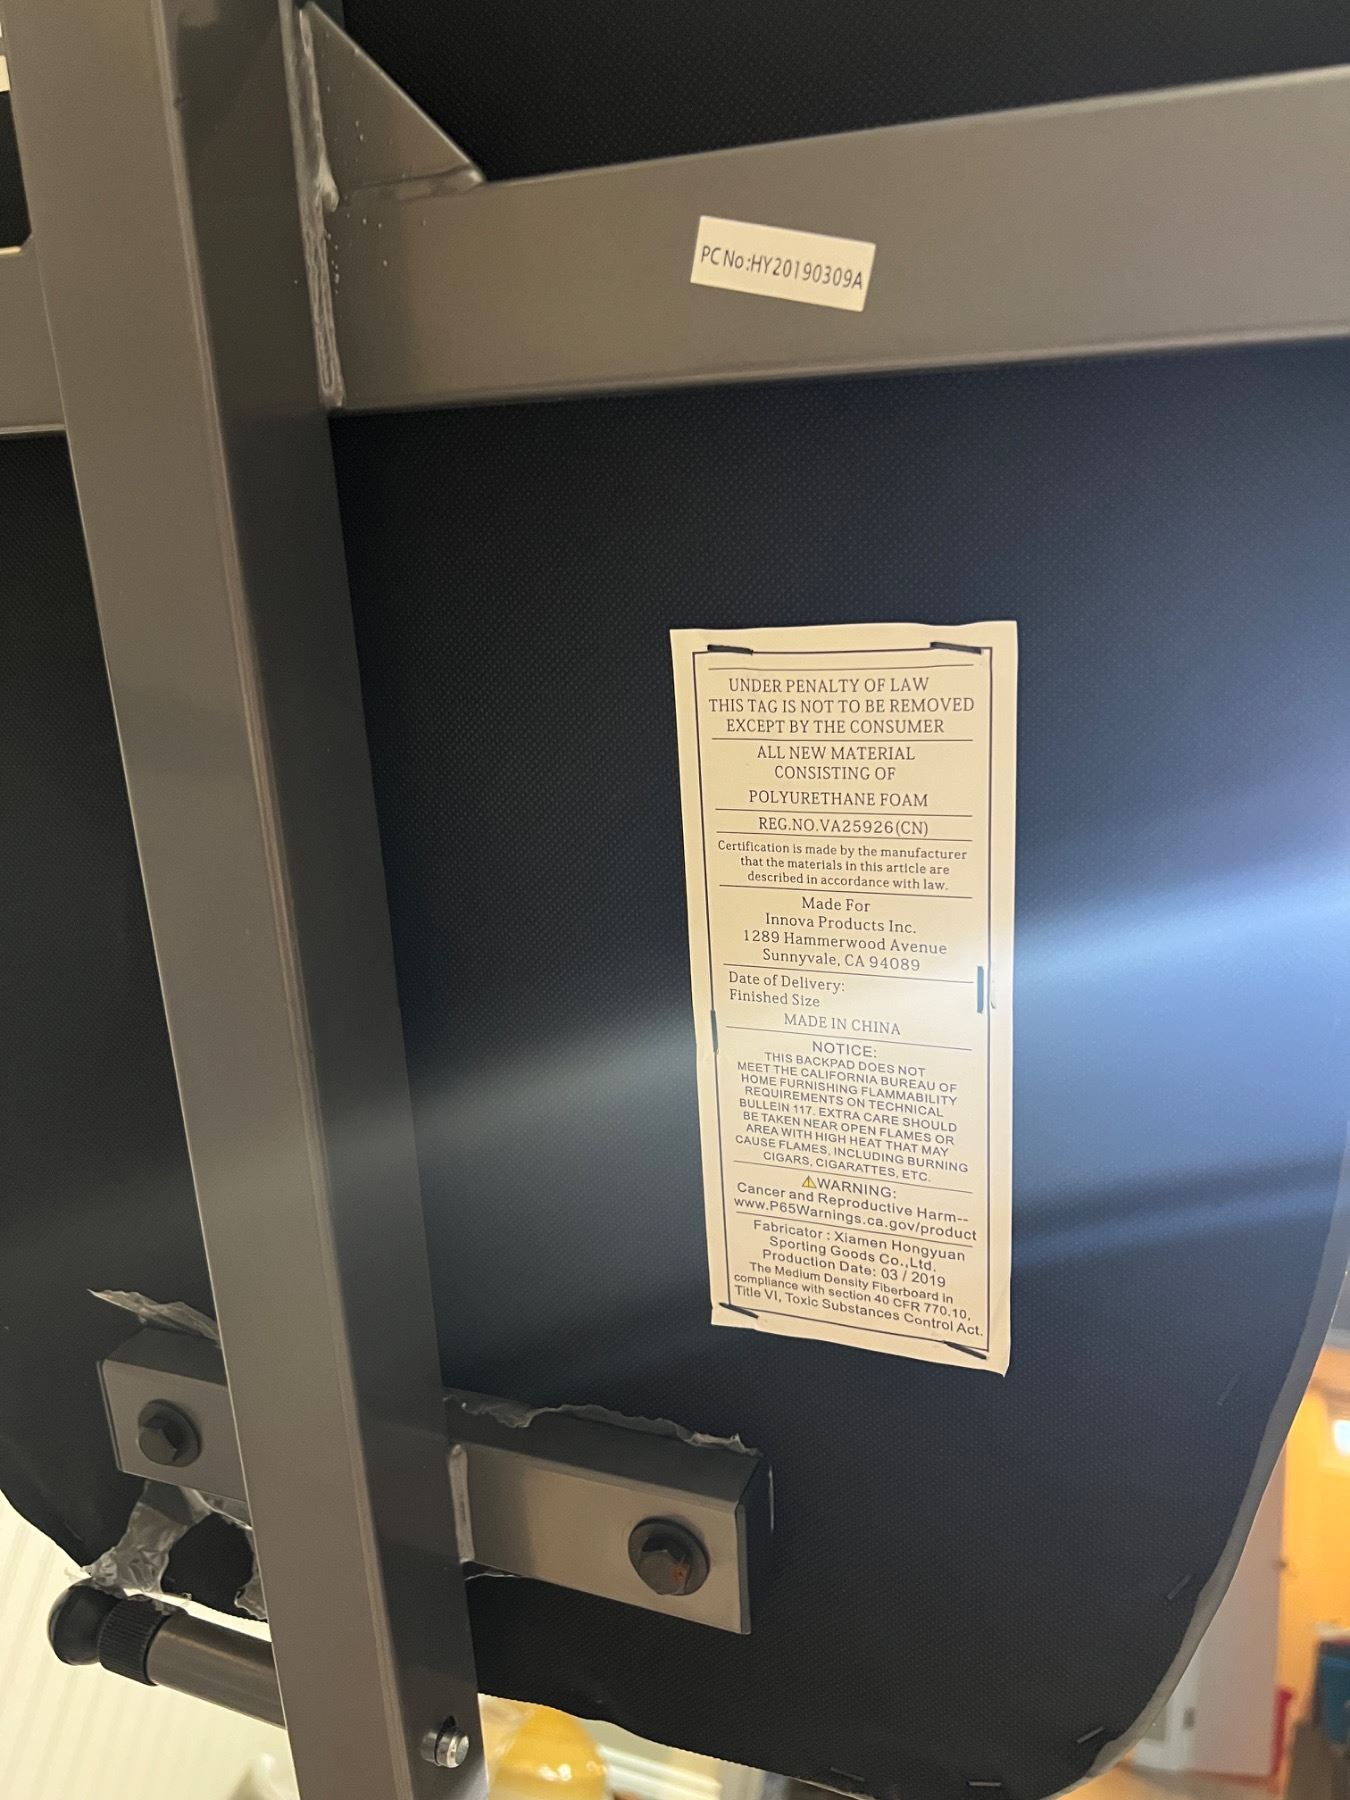 PC No:HY20190309A
UNDER PENALTY OF LAW
THIS TAG IS NOT TO BE REMOVED
EXCEPT BY THE CONSUMER
ALL NEW MATERIAL
CONSISTING OF
POLYURETHANE FOAM
REG.NO.VA25926(CN)
Certification is made by the manufacturer
that the materials in this article are
described in accordance with law.
Made For
Innova Products Inc.
1289 Hammerwood Avenue
Sunnyvale, CA 94089
Date of Delivery:
Finished Size
MADE IN CHINA
NOTICE:
THIS BACKPAD DOES NOT
MEET THE CALIFORNIA BUREAU OF
HOME FURNISHING FLAMMABILITY
REQUIREMENTS ON TECHNICAL
BULLEIN 117. EXTRA CARE SHOULD
BE TAKEN NEAR OPEN FLAMES OR
AREA WITH HIGH HEAT THAT MAY
CAUSE FLAMES, INCLUDING BURNING
CIGARS, CIGARATTES, ETC.
⚠WARNING:
Cancer and Reproductive Harm--
www.P65Warnings.ca.gov/product
Fabricator : Xiamen Hongyuan
Sporting Goods Co.,Ltd.
Production Date: 03 / 2019
The Medium Density Fiberboard in
compliance with section 40 CFR 770.10,
Title VI, Toxic Substances Control Act.